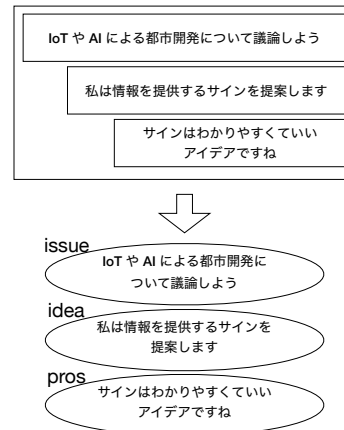 IoT や AI による都市開発について議論しよう
私は情報を提供するサインを提案します
サインはわかりやすくていい
アイデアですね
issue
IoT や AI による都市開発に
ついて議論しよう
idea
私は情報を提供するサインを
提案します
pros
サインはわかりやすくていい
アイデアですね